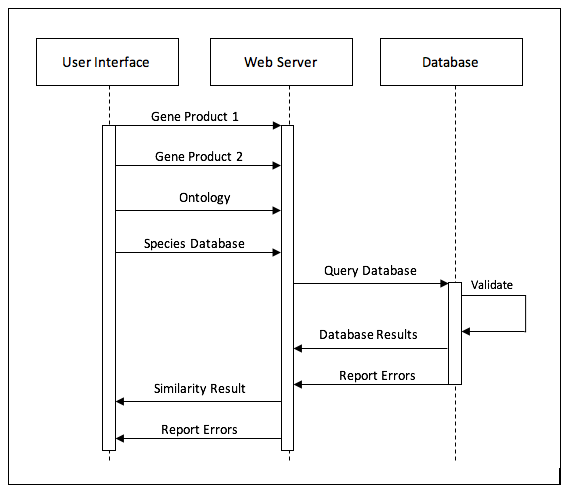 User Interface
Web Server
Database
Gene Product 1
Gene Product 2
Ontology
Species Database
Query Database
Validate
Database Results
Report Errors
Similarity Result
Report Errors